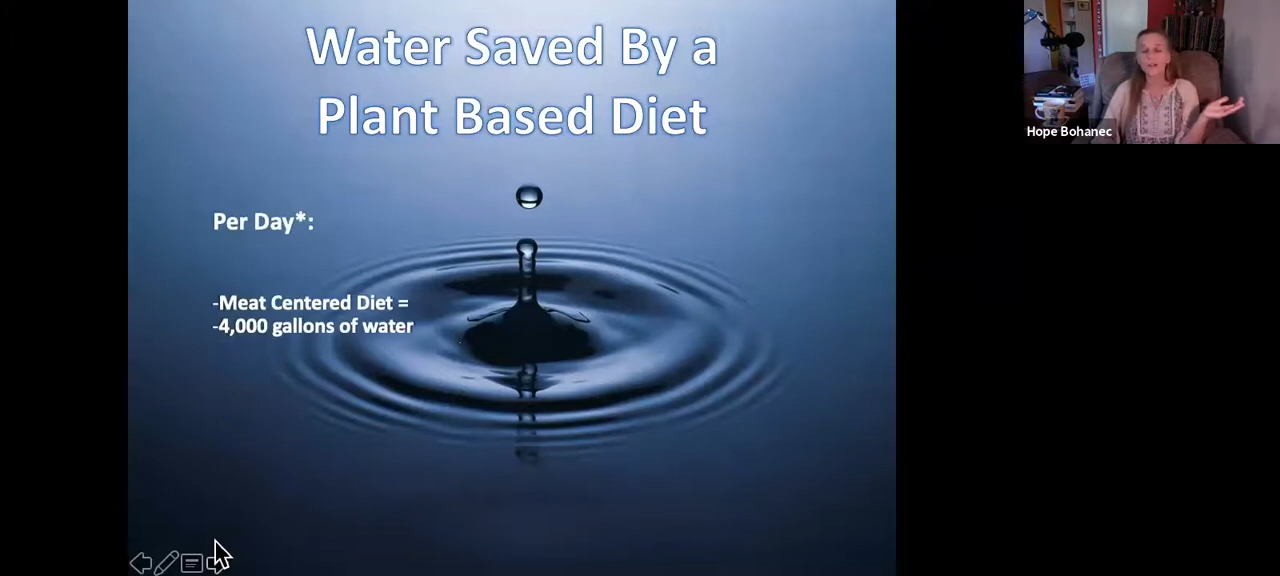 Water Saved By a
Plant Based Diet
Per Day*:
-Meat Centered Diet =
-4,000 gallons of water
Hope Bohanec